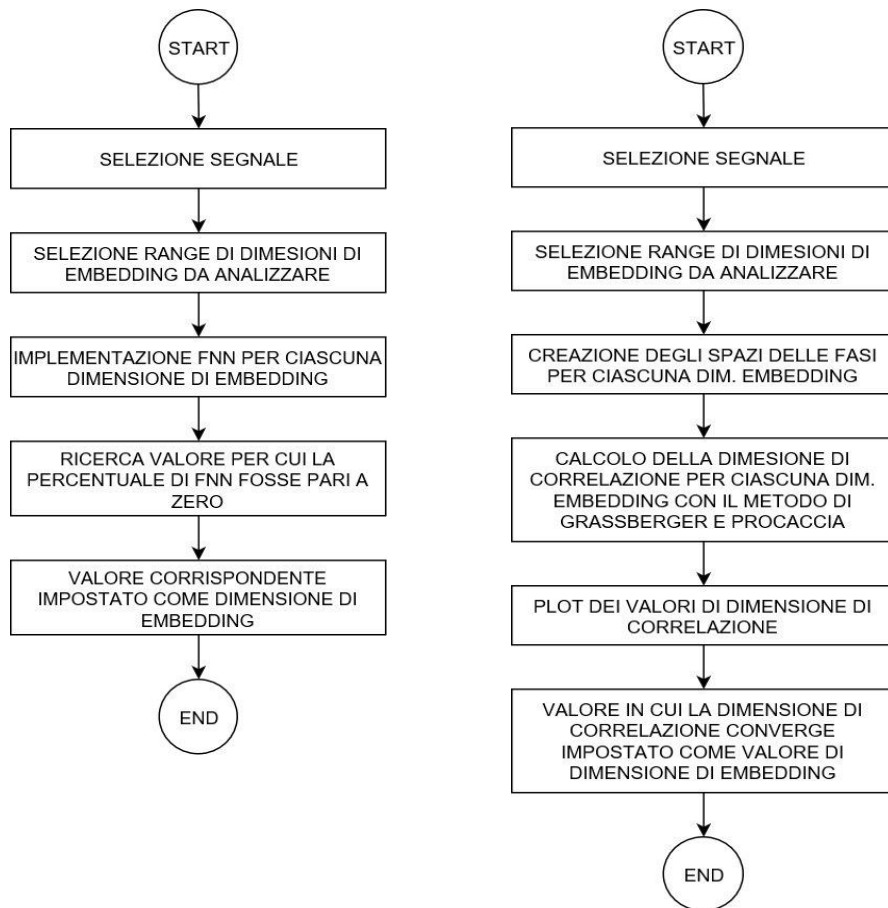 START
SELEZIONE SEGNALE
SELEZIONE RANGE DI DIMESIONI DI
EMBEDDING DA ANALIZZARE
IMPLEMENTAZIONE FNN PER CIASCUNA
DIMENSIONE DI EMBEDDING
RICERCA VALORE PER CUI LA
PERCENTUALE DI FNN FOSSE PARI A
ZERO
VALORE CORRISPONDENTE
IMPOSTATO COME DIMENSIONE DI
EMBEDDING
END
START
SELEZIONE SEGNALE
SELEZIONE RANGE DI DIMESIONI DI
EMBEDDING DA ANALIZZARE
CREAZIONE DEGLI SPAZI DELLE FASI
PER CIASCUNA DIM. EMBEDDING
CALCOLO DELLA DIMESIONE DI
CORRELAZIONE PER CIASCUNA DIM.
EMBEDDING CON IL METODO DI
GRASSBERGER E PROCACCIA
PLOT DEI VALORI DI DIMESIONE DI
CORRELAZIONE
VALORE IN CUI LA DIMESIONE DI
CORRELAZIONE CONVERGE
IMPOSTATO COME VALORE DI
DIMESIONE DI EMBEDDING
END